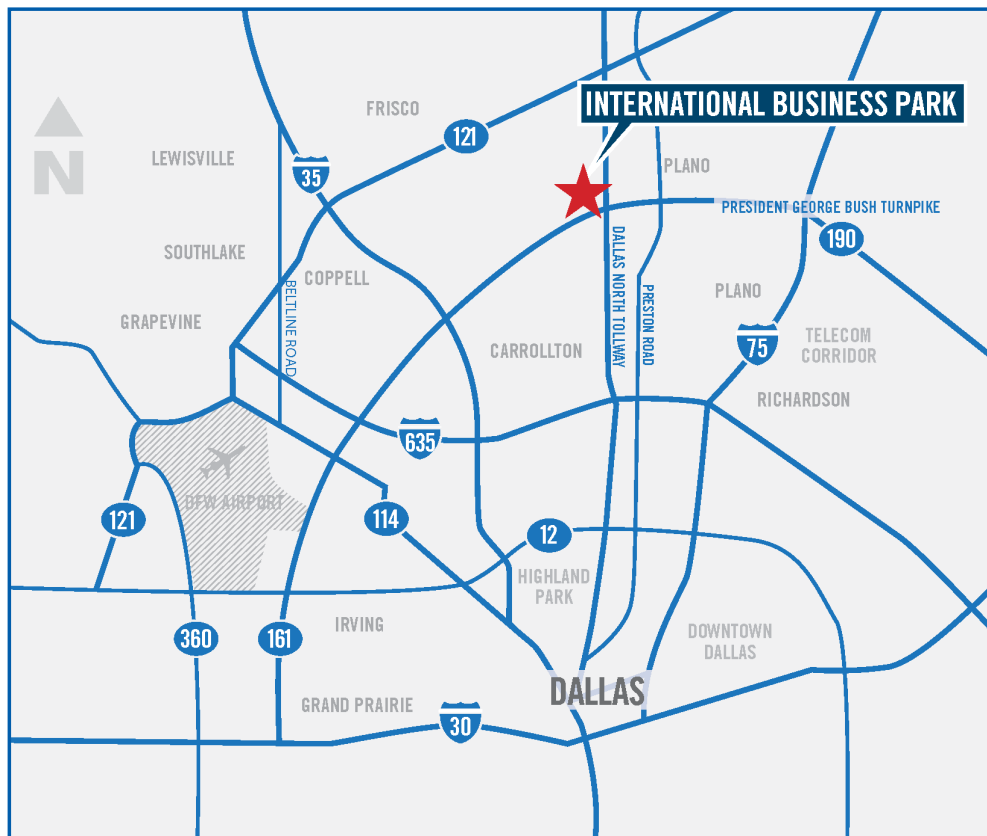 INTERNATIONAL BUSINESS PARK
FRISCO
121
N
LEWISVILLE
35
PLANO
PRESIDENT GEORGE BUSH TURNPIKE
190
SOUTHLAKE
COPPELL
DALLAS NORTH TOLLWAY
PRESTON ROAD
BELTLINE ROAD
PLANO
GRAPEVINE
CARROLLTON
75
TELECOM
CORRIDOR
RICHARDSON
635
DFW AIRPORT
121
114
12
HIGHLAND
PARK
IRVING
360
161
DOWNTOWN
DALLAS
DALLAS
GRAND PRAIRIE
30